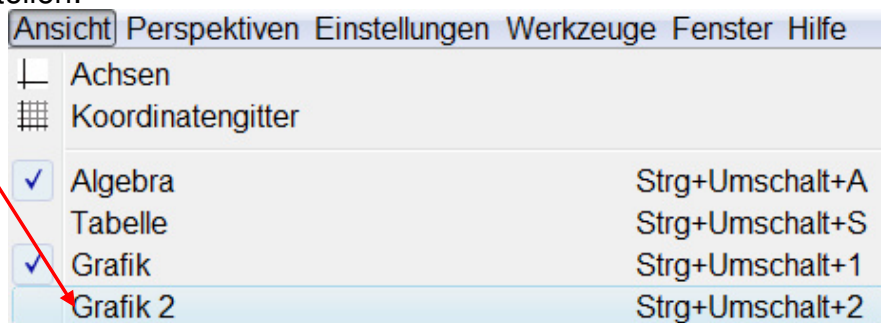 Ansicht Perspektiven Einstellungen Werkzeuge Fenster Hilfe
Achsen
Koordinatengitter
Algebra Strg+Umschalt+A
Tabelle Strg+Umschalt+S
Grafik Strg+Umschalt+1
Grafik 2 Strg+Umschalt+2